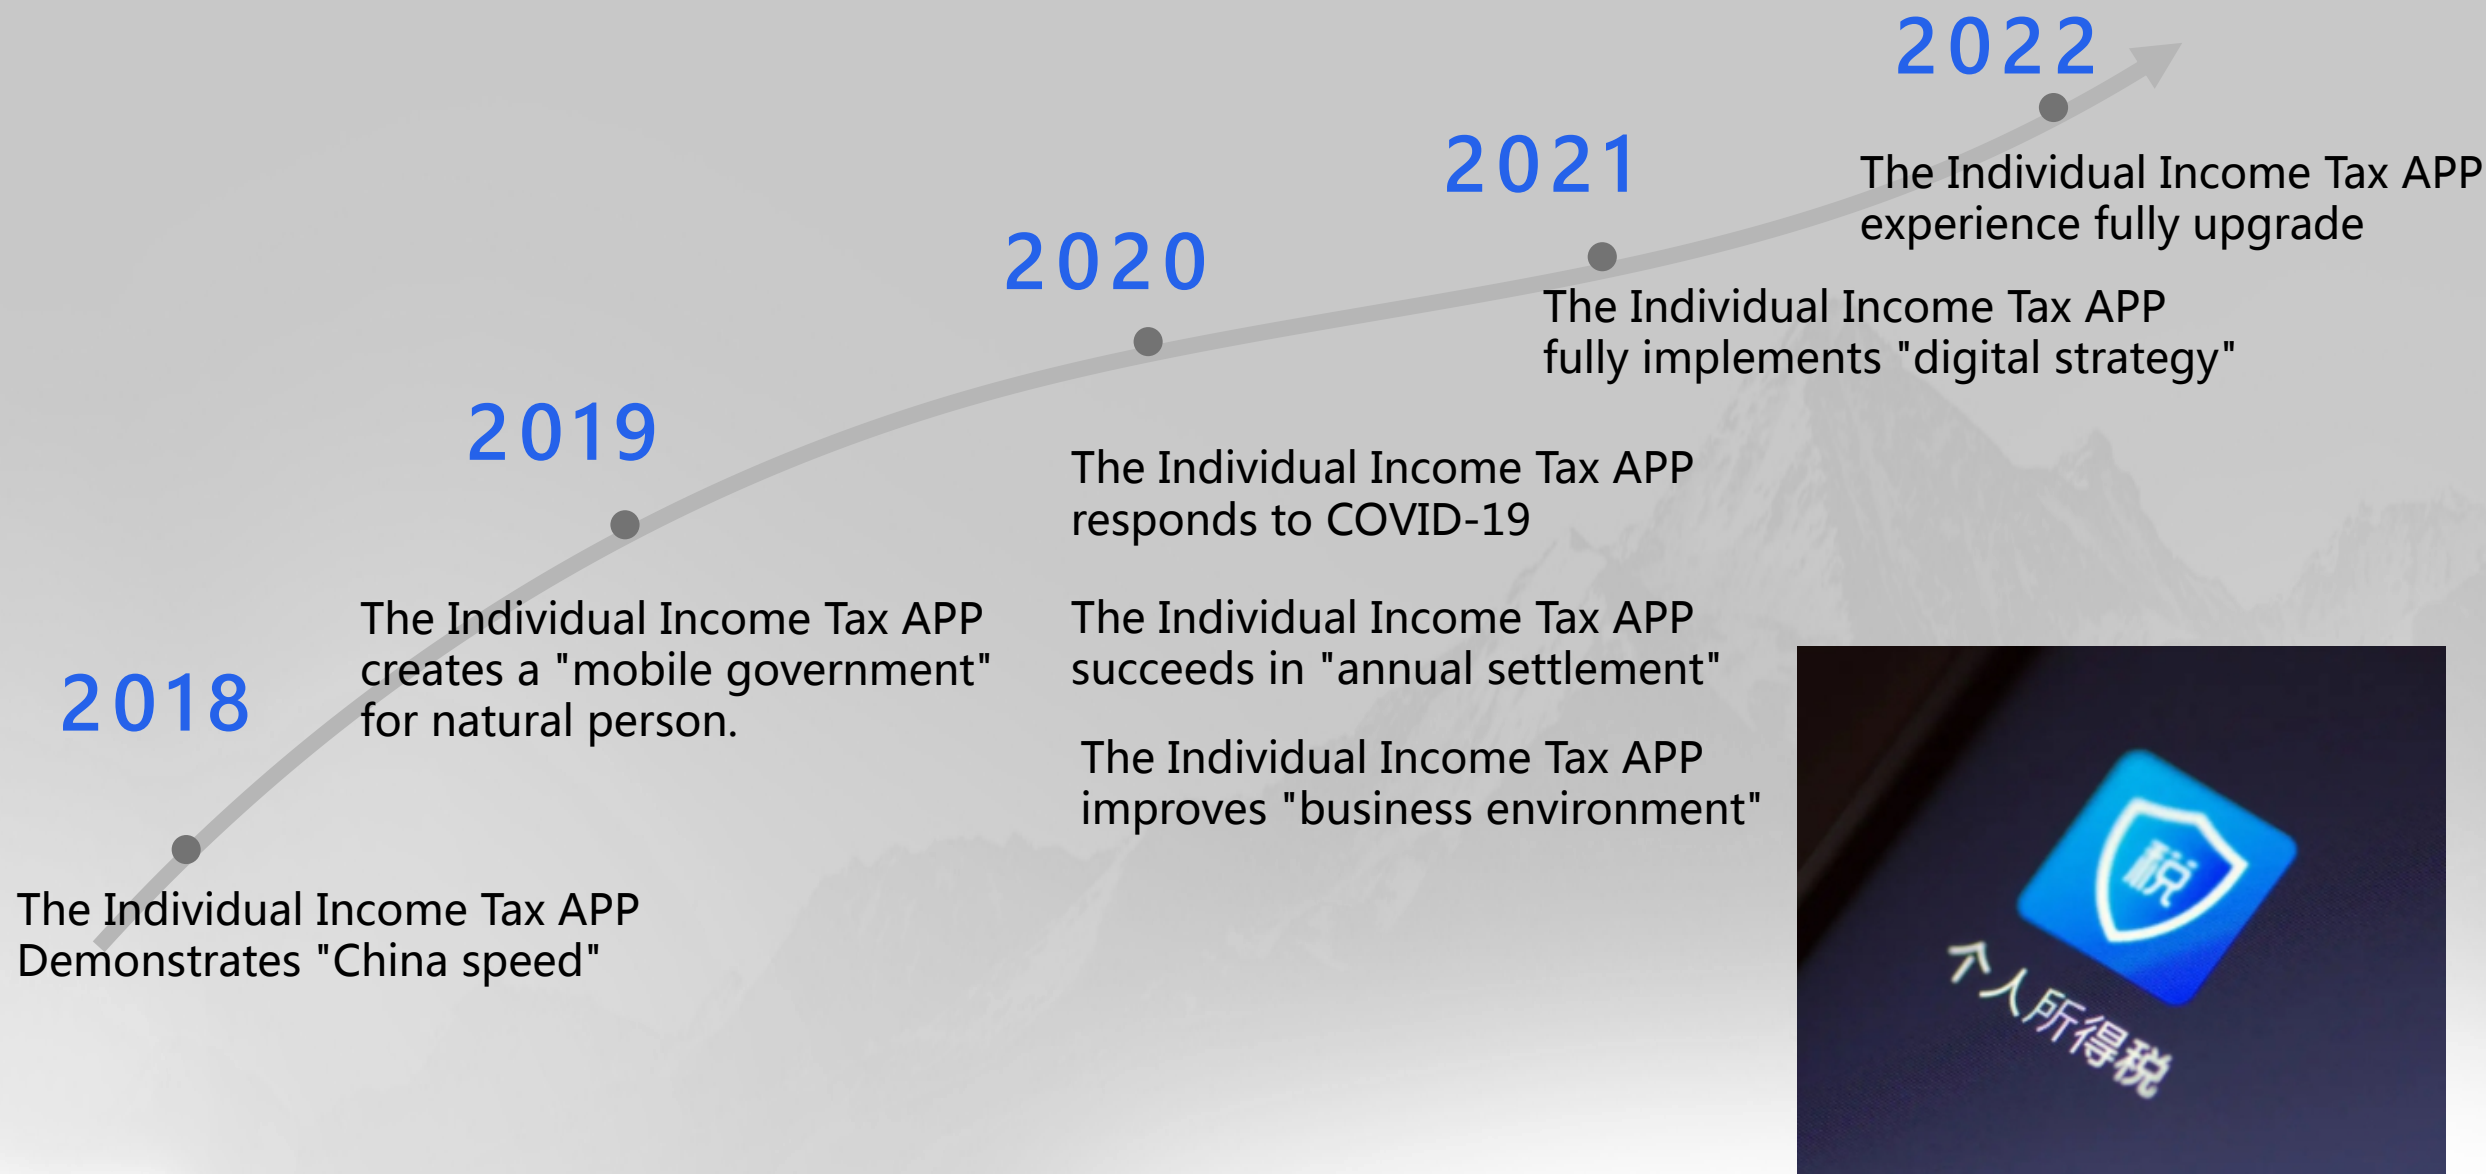 2018
The Individual Income Tax APP
Demonstrates "China speed"
2019
The Individual Income Tax APP
creates a "mobile government"
for natural person.
2020
The Individual Income Tax APP
responds to COVID-19
The Individual Income Tax APP
succeeds in "annual settlement"
The Individual Income Tax APP
improves "business environment"
2021
The Individual Income Tax APP
fully implements "digital strategy"
2022
The Individual Income Tax APP
experience fully upgrade
税
个人所得税